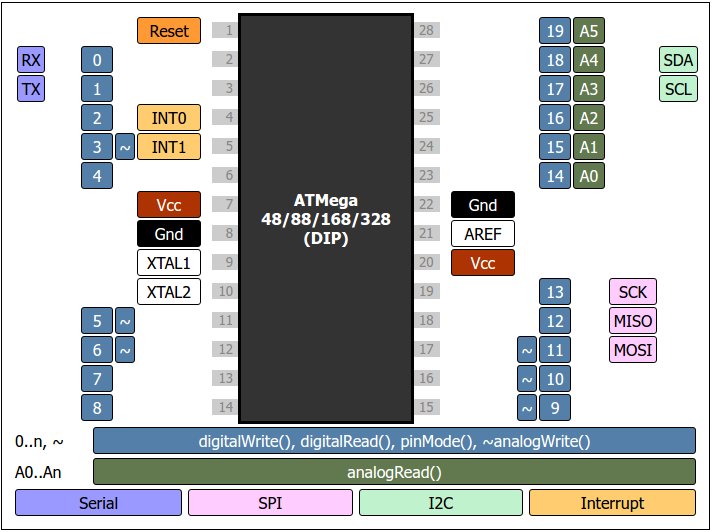 Reset 1 28 19 A5
RX 0 2 27 18 A4 SDA
TX 1 3 26 17 A3 SCL
2 INT0 4 25 16 A2
3 ~ INT1 5 24 15 A1
4 6 23 14 A0
ATMega
48/88/168/328
(DIP)
Vcc 7 22 Gnd
Gnd 8 21 AREF
XTAL1 9 20 Vcc
XTAL2 10 19 13 SCK
5 ~ 11 18 12 MISO
6 ~ 12 17 ~ 11 MOSI
7 13 16 ~ 10
8 14 15 ~ 9
0..n, ~ digitalWrite(), digitalRead(), pinMode(), ~analogWrite()
A0..An analogRead()
Serial SPI I2C Interrupt